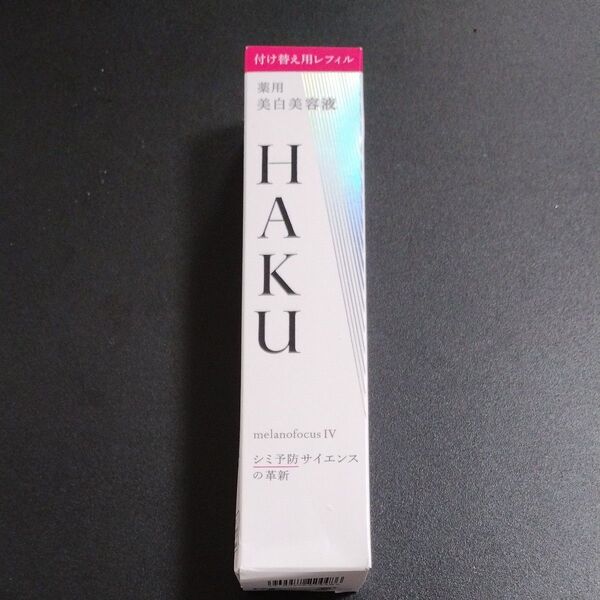 付け替え用レフィル
薬用
美白美容液
HAKU
melanofocus IV
シミ予防サイエンス
の革新